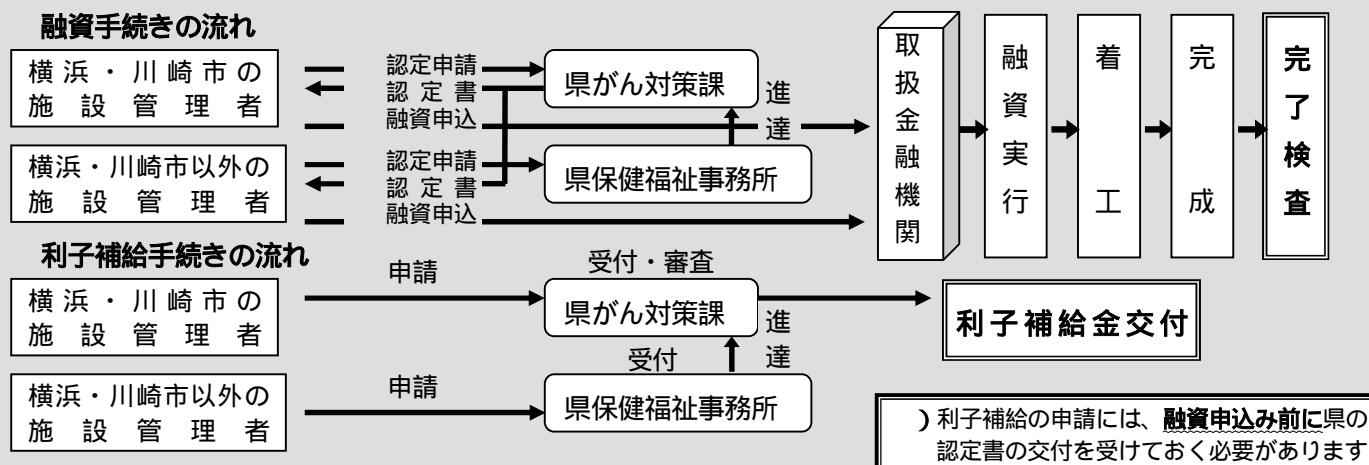 融資手続きの流れ
横浜・川崎市の
施設管理者
認定申請
認定書
融資申込
県がん対策課
進達
横浜・川崎市以外の
施設管理者
認定申請
認定書
融資申込
県保健福祉事務所
取扱金融機関
融資実行
着工
完成
完了検査
利子補給手続きの流れ
横浜・川崎市の
施設管理者
申請
受付・審査
県がん対策課
進達
利子補給金交付
横浜・川崎市以外の
施設管理者
申請
受付
県保健福祉事務所
）利子補給の申請には、融資申込み前に県の
認定書の交付を受けておく必要があります